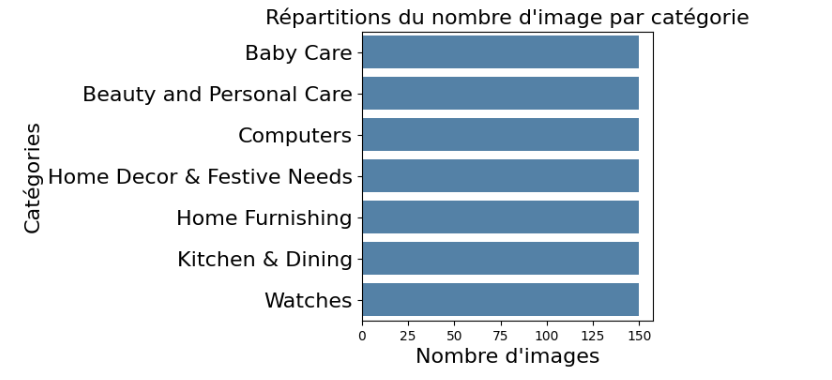 Répartitions du nombre d'image par catégorie
Catégories
Baby Care
Beauty and Personal Care
Computers
Home Decor & Festive Needs
Home Furnishing
Kitchen & Dining
Watches
0 25 50 75 100 125 150
Nombre d'images